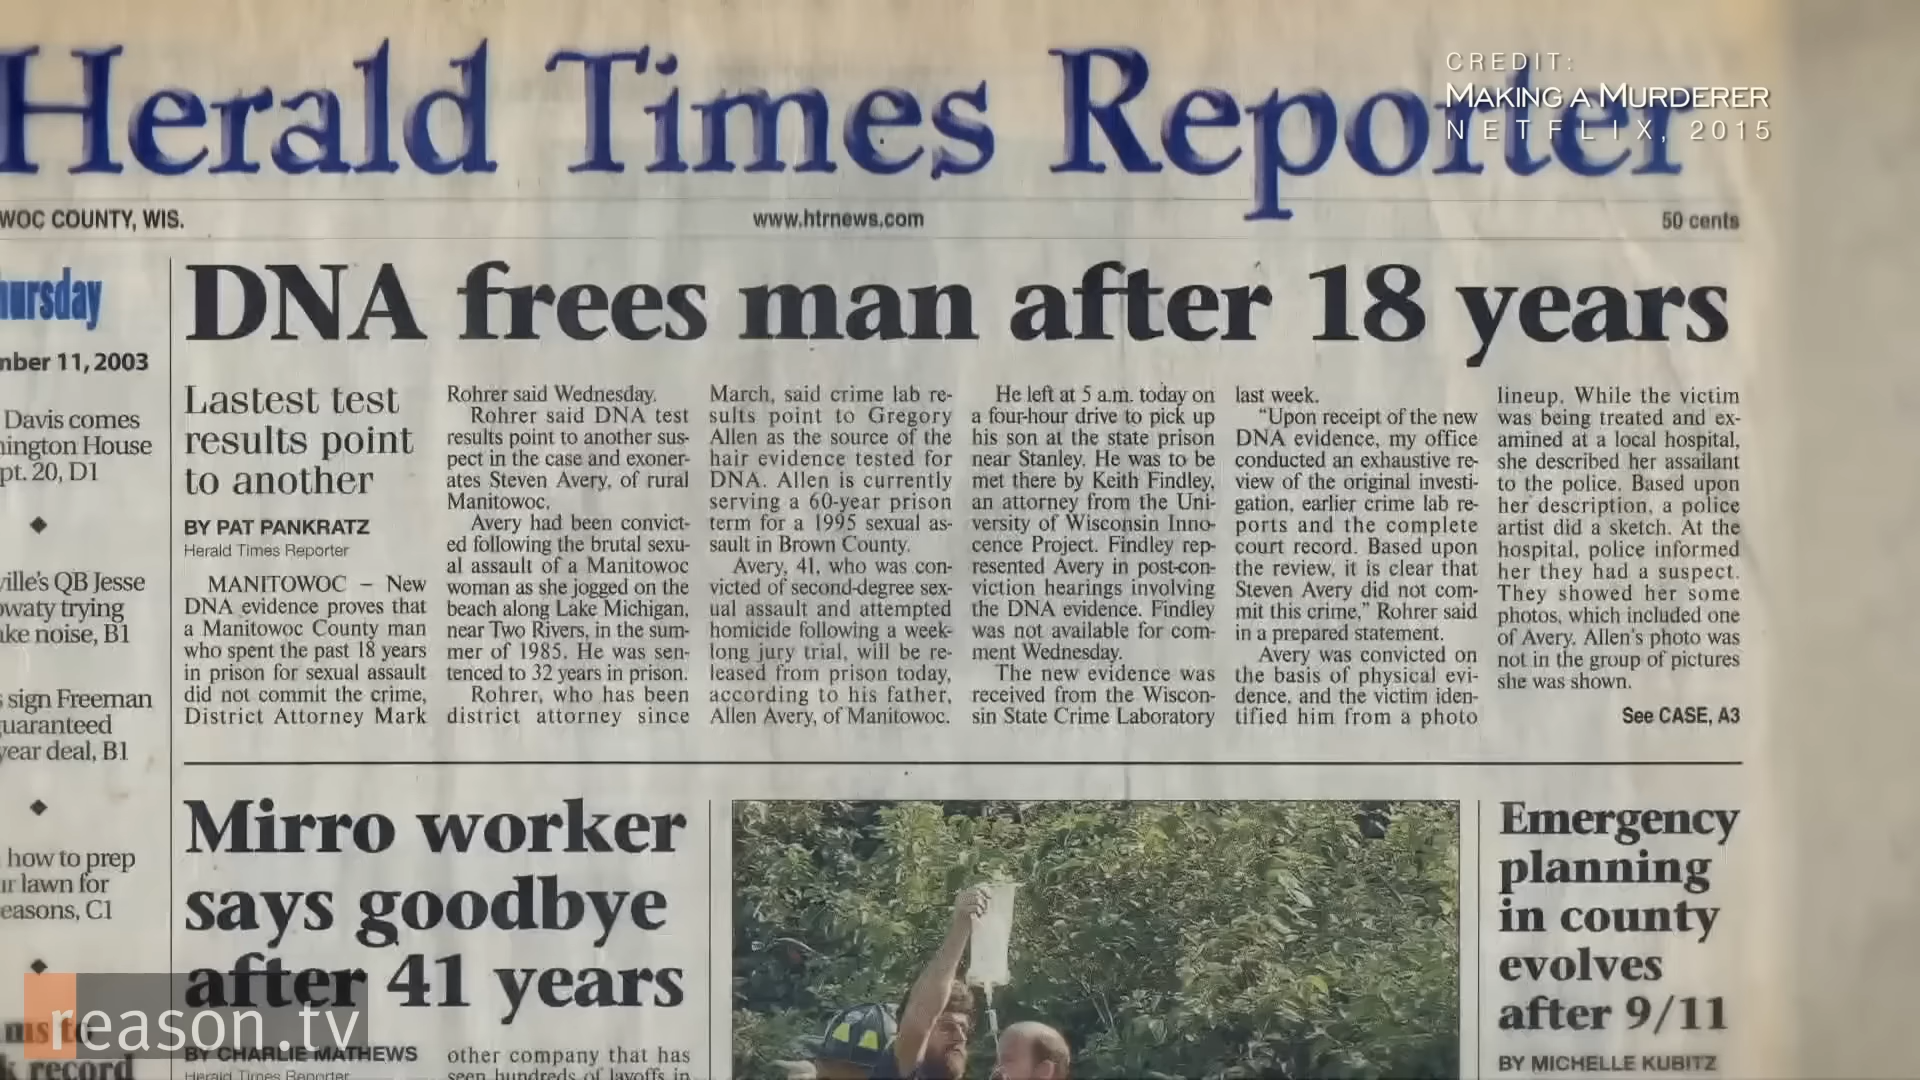 Herald Times Reporter
CREDIT:
MAKING A MURDERER
NETFLIX, 2015
WOC COUNTY, WIS.
www.htrnews.com
50 cents
hursday
mber 11, 2003
Davis comes
nington House
pt. 20, D1
ville's QB Jesse
owaty trying
ake noise, B1
s sign Freeman
guaranteed
year deal, B1
how to prep
ur lawn for
easons, C1
ms to
k record
DNA frees man after 18 years
Lastest test
results point
to another
BY PAT PANKRATZ
Herald Times Reporter
MANITOWOC – New
DNA evidence proves that
a Manitowoc County man
who spent the past 18 years
in prison for sexual assault
did not commit the crime,
District Attorney Mark
Rohrer said Wednesday.
Rohrer said DNA test
results point to another sus-
pect in the case and exoner-
ates Steven Avery, of rural
Manitowoc.
Avery had been convict-
ed following the brutal sexu-
al assault of a Manitowoc
woman as she jogged on the
beach along Lake Michigan,
near Two Rivers, in the sum-
mer of 1985. He was sen-
tenced to 32 years in prison.
Rohrer, who has been
district attorney since
March, said crime lab re-
sults point to Gregory
Allen as the source of the
hair evidence tested for
DNA. Allen is currently
serving a 60-year prison
term for a 1995 sexual as-
sault in Brown County.
Avery, 41, who was con-
victed of second-degree sex-
ual assault and attempted
homicide following a week-
long jury trial, will be re-
leased from prison today,
according to his father,
Allen Avery, of Manitowoc.
He left at 5 a.m. today on
a four-hour drive to pick up
his son at the state prison
near Stanley. He was to be
met there by Keith Findley,
an attorney from the Uni-
versity of Wisconsin Inno-
cence Project. Findley rep-
resented Avery in post-con-
viction hearings involving
the DNA evidence. Findley
was not available for com-
ment Wednesday.
The new evidence was
received from the Wiscon-
sin State Crime Laboratory
last week.
“Upon receipt of the new
DNA evidence, my office
conducted an exhaustive re-
view of the original investi-
gation, earlier crime lab re-
ports and the complete
court record. Based upon
the review, it is clear that
Steven Avery did not com-
mit this crime,” Rohrer said
in a prepared statement.
Avery was convicted on
the basis of physical evi-
dence, and the victim iden-
tified him from a photo
lineup. While the victim
was being treated and ex-
amined at a local hospital,
she described her assailant
to the police. Based upon
her description, a police
artist did a sketch. At the
hospital, police informed
her they had a suspect.
They showed her some
photos, which included one
of Avery. Allen's photo was
not in the group of pictures
she was shown.
See CASE, A3
Mirro worker
says goodbye
after 41 years
BY CHARLIE MATHEWS
Herald Times Reporter
other company that has
seen hundreds of layoffs in
Emergency
planning
in county
evolves
after 9/11
BY MICHELLE KUBITZ
reason.tv